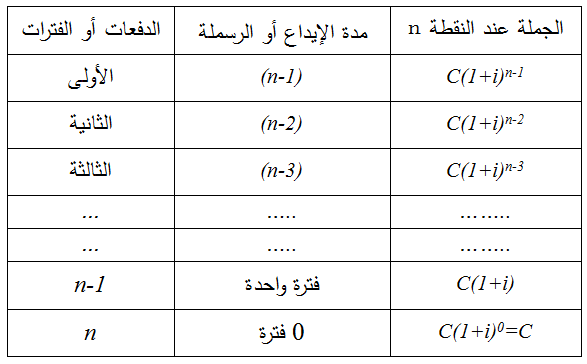 الدفعات أو الفترات	مدة الإيداع أو الرسملة	الجملة عند النقطة n
الأولى	(n-1)	C(1+i)ⁿ⁻¹
الثانية	(n-2)	C(1+i)ⁿ⁻²
الثالثة	(n-3)	C(1+i)ⁿ⁻³
...	.....	........
...	.....	........
n-1	فترة واحدة	C(1+i)
n	0 فترة	C(1+i)⁰=C